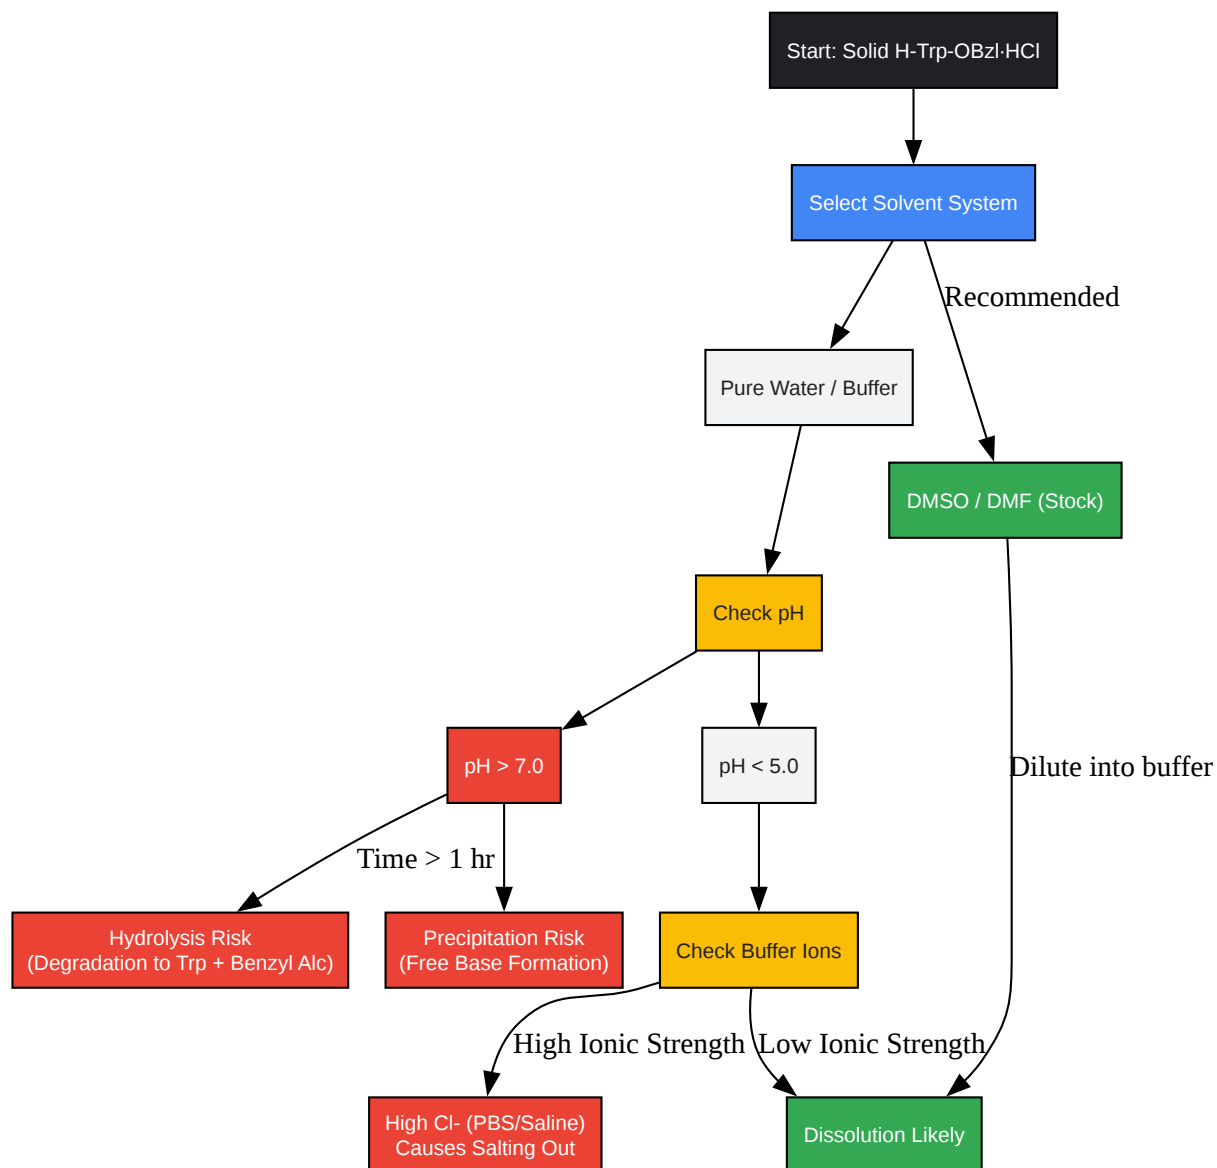 Start: Solid H-Trp-OBzl·HCl
Select Solvent System
Recommended
Pure Water / Buffer
DMSO / DMF (Stock)
Check pH
pH > 7.0
pH < 5.0
Dilute into buffer
Time > 1 hr
Hydrolysis Risk
(Degradation to Trp + Benzyl Alc)
Precipitation Risk
(Free Base Formation)
Check Buffer Ions
High Ionic Strength
Low Ionic Strength
High Cl- (PBS/Saline)
Causes Salting Out
Dissolution Likely